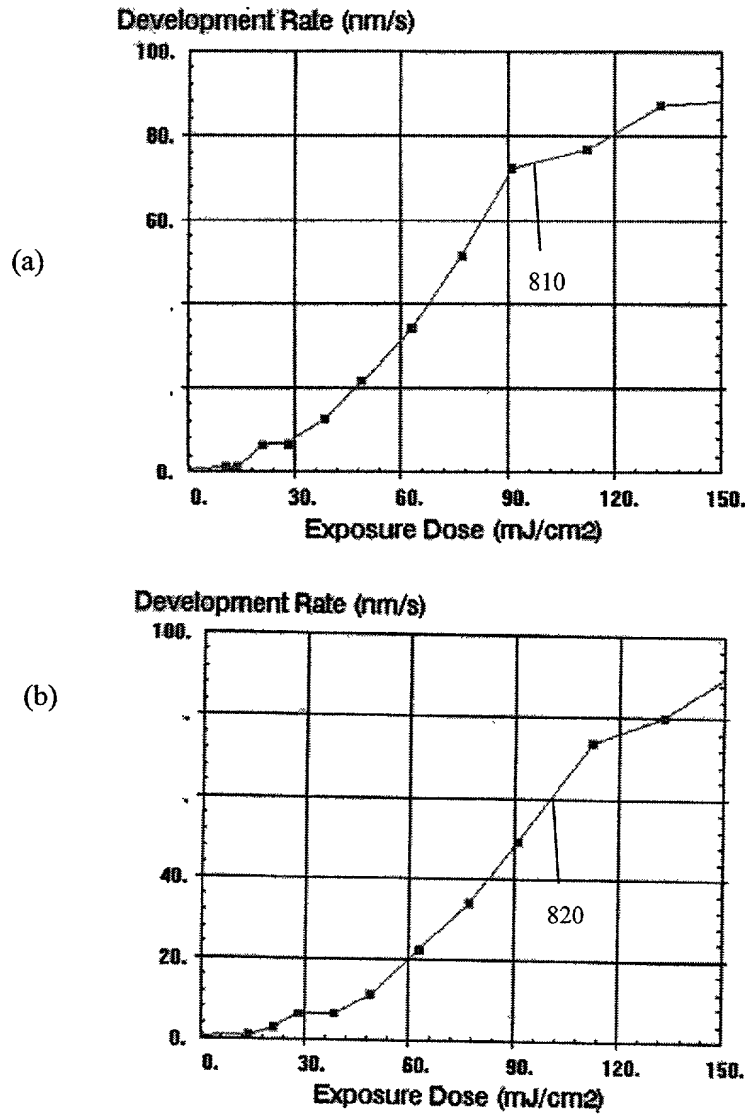 Development Rate (nm/s)
100.
80.
60.
(a)
810
0.
0. 30. 60. 90. 120. 150.
Exposure Dose (mJ/cm2)
Development Rate (nm/s)
100.
(b)
40.
820
20.
0.
0. 30. 60. 90. 120. 150.
Exposure Dose (mJ/cm2)